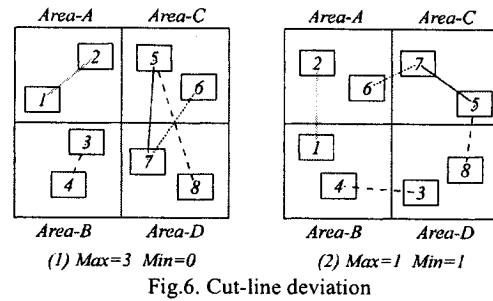 Area-A Area-C Area-A Area-C
2 5 6 1 3 4 7 8
2 7 6 5 1 8 4 3
Area-B Area-D Area-B Area-D
(1) Max=3 Min=0 (2) Max=1 Min=1
Fig.6. Cut-line deviation